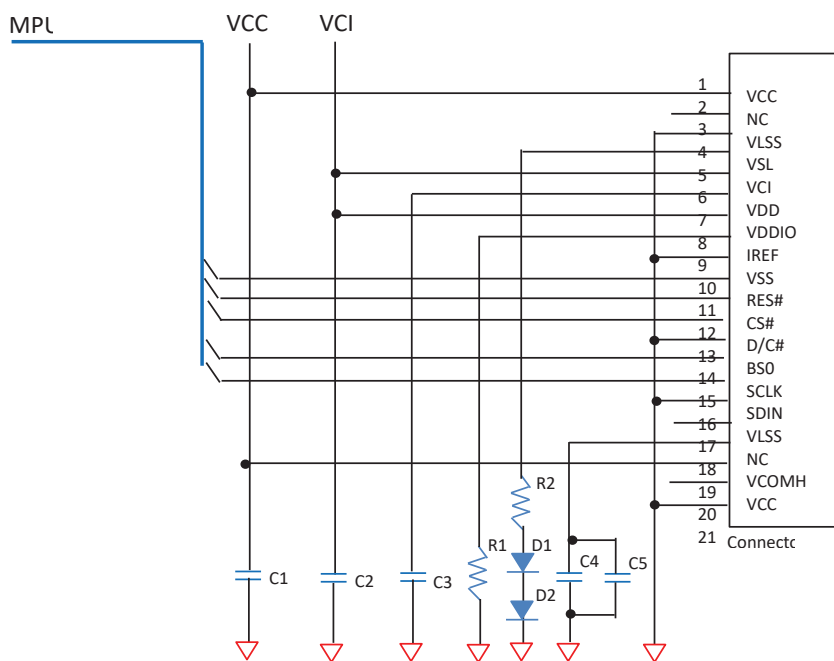 MPU VCC VCI
1 VCC
2 NC
3 VLSS
4 VSL
5 VCI
6 VDD
7 VDDIO
8 IREF
9 VSS
10 RES#
11 CS#
12 D/C#
13 BS0
14 SCLK
15 SDIN
16 VLSS
17 NC
18 VCOMH
19 VCC
20
21 Connectc
R2
R1 D1 C4 C5
C1 C2 C3
D2